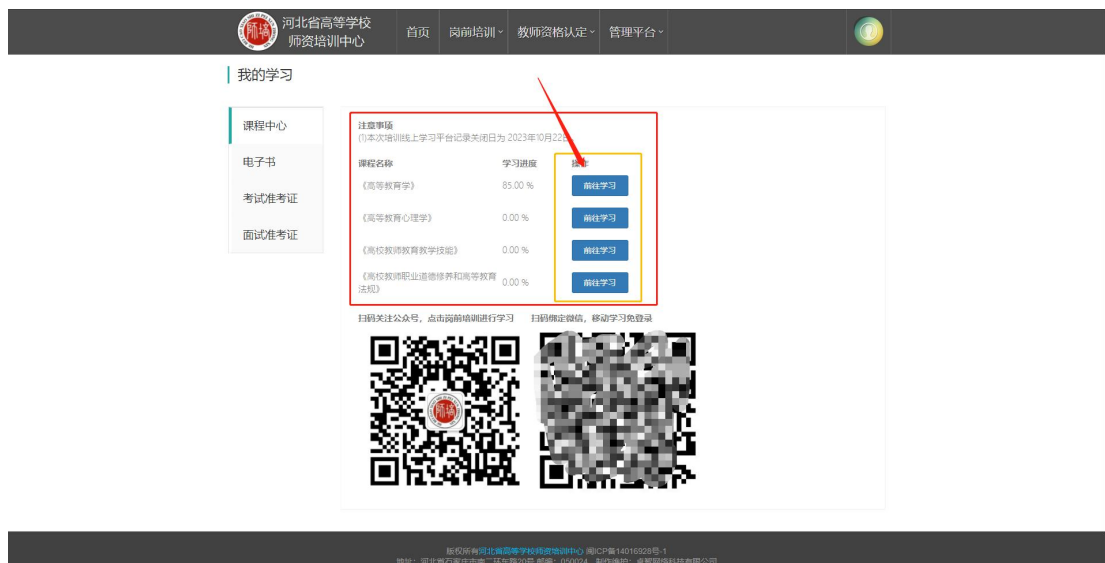 河北省高等学校
师资培训中心
首页
岗前培训
教师资格认定
管理平台
我的学习
课程中心
电子书
考试准考证
面试准考证
注意事项
(1)本次培训线上学习平台记录关闭日为 2023年10月22
课程名称 学习进度
《高等教育学》 85.00 % 前往学习
《高等教育心理学》 0.00 % 前往学习
《高校教师教育教学技能》 0.00 % 前往学习
《高校教师职业道德修养和高等教育
法规》 0.00 % 前往学习
扫码关注公众号，点击岗前培训进行学习 扫码绑定微信，移动学习免登录
师培
版权所有河北省高等学校师资培训中心 闽ICP备14016928号-1